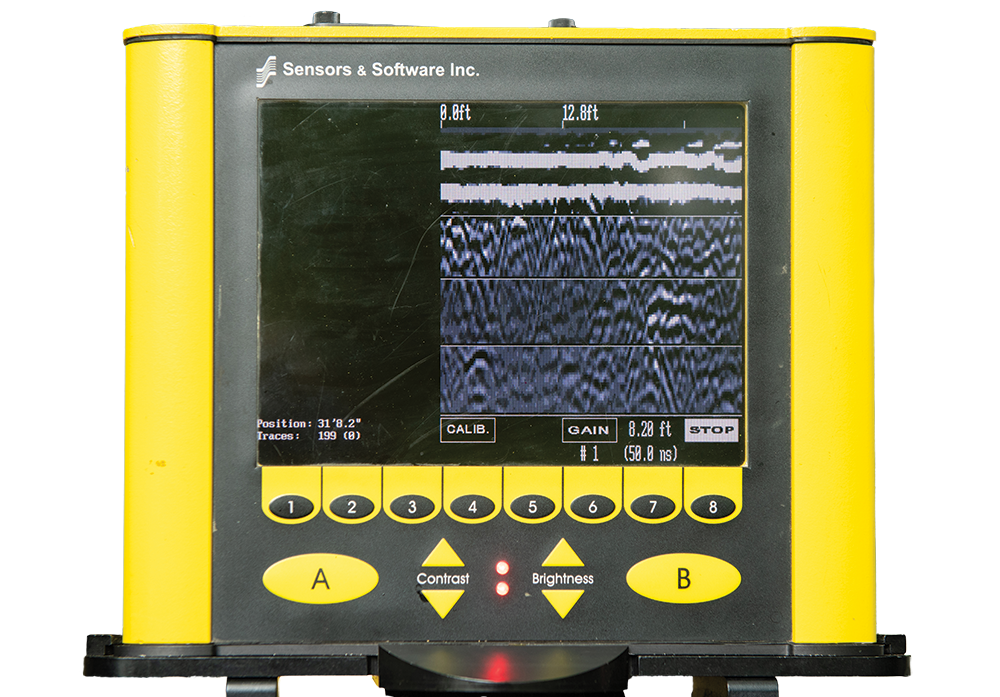 Sensors & Software Inc.
0.0ft 12.8ft
Position: 31'8.2"
Traces: 199 (0)
CALIB. GAIN 8.20 ft STOP
# 1 (50.0 ns)
1 2 3 4 5 6 7 8
A Contrast Brightness B